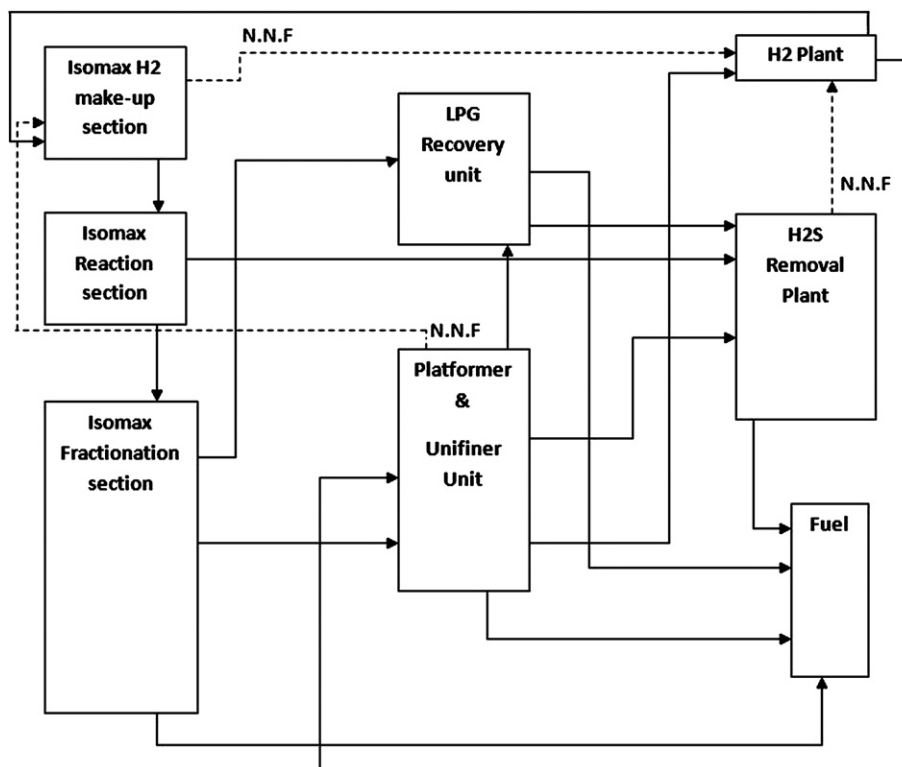 N.N.F
H2 Plant
Isomax H2
make-up
section
LPG
Recovery
unit
N.N.F
Isomax
Reaction
section
H2S
Removal
Plant
N.N.F
Platformer
&
Unifiner
Unit
Isomax
Fractionation
section
Fuel